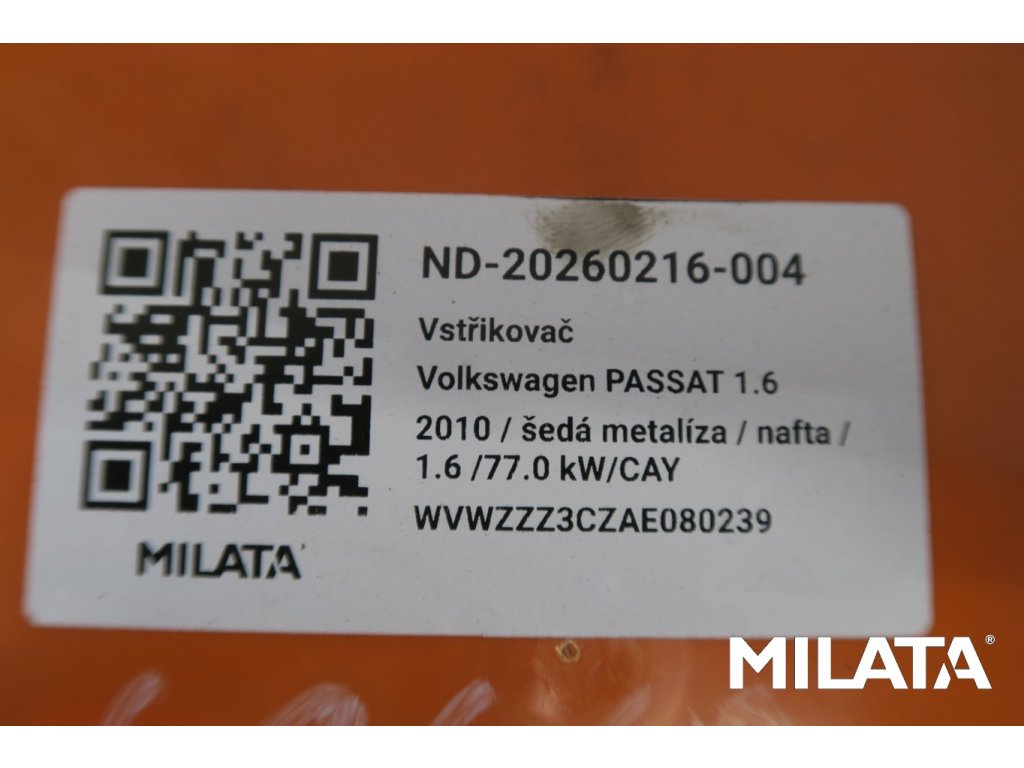 ND-20260216-004
Vstřikovač
Volkswagen PASSAT 1.6
2010 / šedá metalíza / nafta /
1.6 /77.0 kW/CAY
WVWZZZ3CZAE080239
MILATA
MILATA®